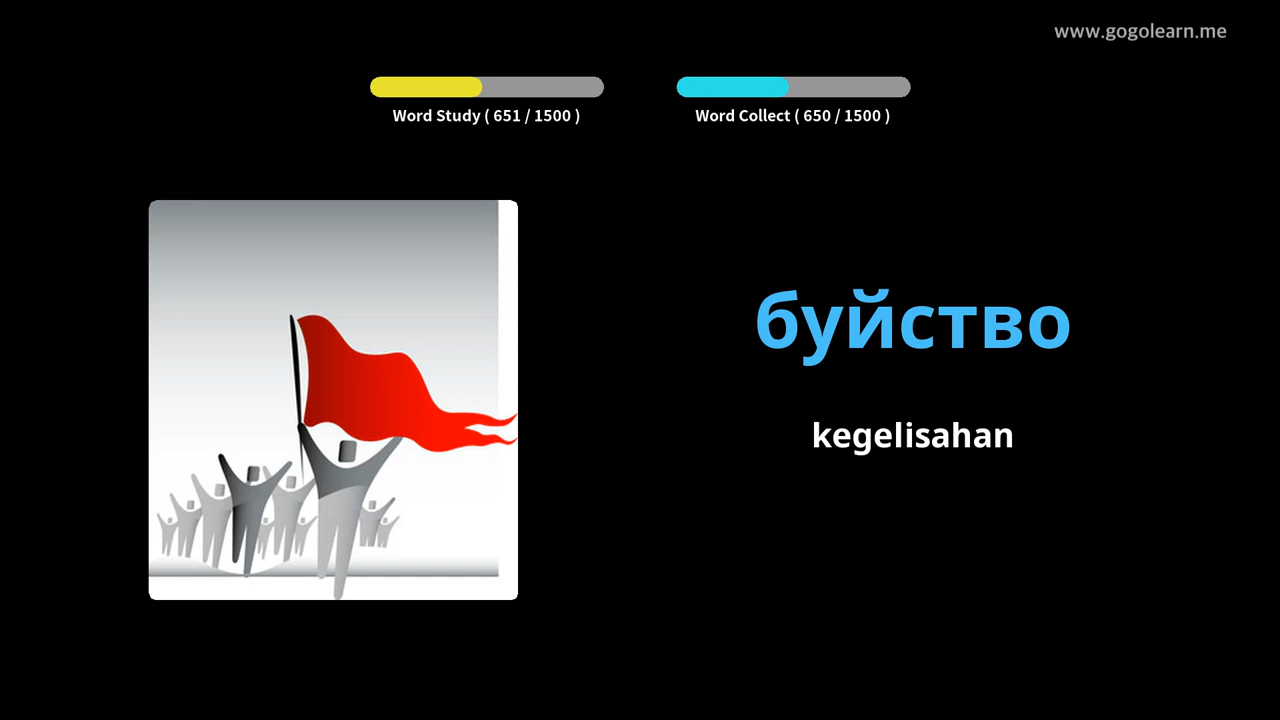 www.gogolearn.me
Word Study ( 651 / 1500 )
Word Collect ( 650 / 1500 )
буйство
kegelisahan